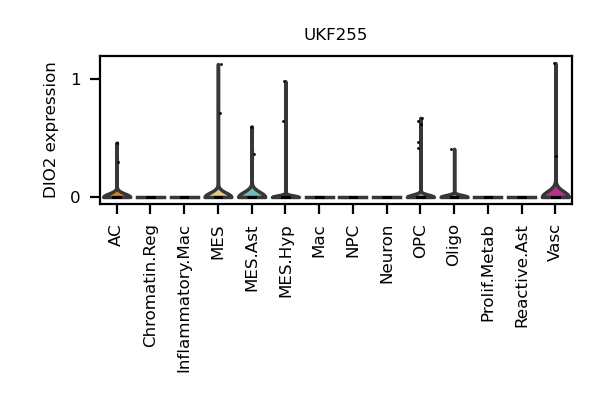 UKF255
DIO2 expression
1
0
AC
Chromatin.Reg
Inflammatory.Mac
MES
MES.Ast
MES.Hyp
Mac
NPC
Neuron
OPC
Oligo
Prolif.Metab
Reactive.Ast
Vasc